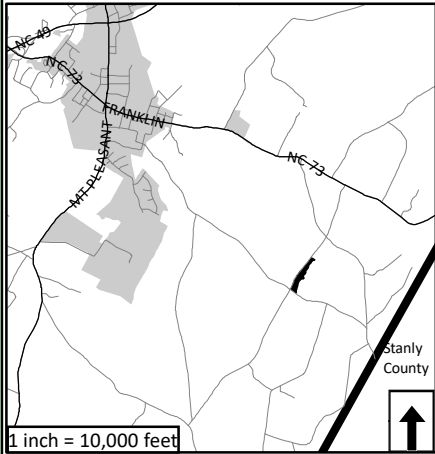 NC 49
NC 73
FRANKLIN
MT PLEASANT
NC 73
Stanly
County
1 inch = 10,000 feet